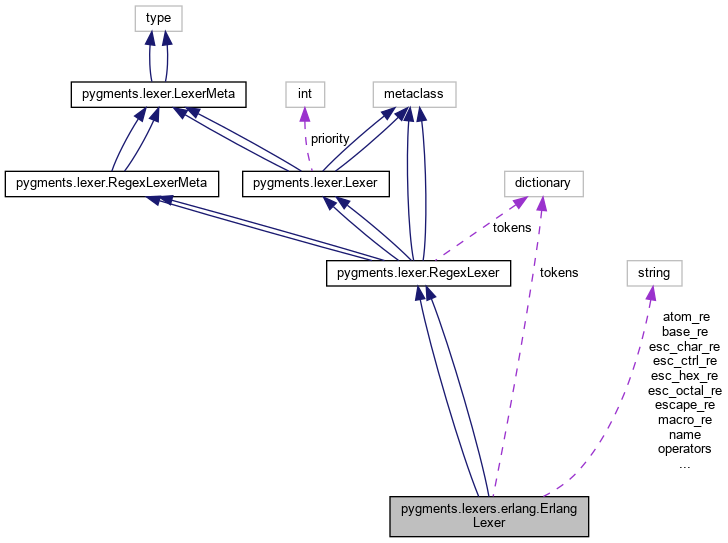 type
pygments.lexer.LexerMeta
int
metaclass
priority
pygments.lexer.RegexLexerMeta
pygments.lexer.Lexer
dictionary
tokens
pygments.lexer.RegexLexer
tokens
string
atom_re
base_re
esc_char_re
esc_ctrl_re
esc_hex_re
esc_octal_re
escape_re
macro_re
name
operators
...
pygments.lexers.erlang.Erlang
Lexer